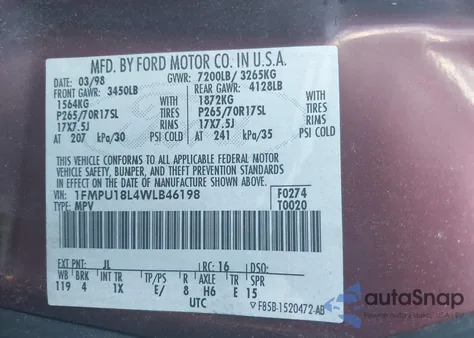 MFD. BY FORD MOTOR CO. IN U.S.A.
DATE: 03/98 GVWR: 7200LB/ 3265KG
FRONT GAWR: 3450LB REAR GAWR: 4128LB
1564KG WITH 1872KG WITH
P265/70R17SL TIRES P265/70R17SL TIRES
17X7.5J RIMS 17X7.5J RIMS
AT 207 kPa/30 PSI COLD AT 241 kPa/35 PSI COLD
THIS VEHICLE CONFORMS TO ALL APPLICABLE FEDERAL MOTOR
VEHICLE SAFETY, BUMPER, AND THEFT PREVENTION STANDARDS
IN EFFECT ON THE DATE OF MANUFACTURE SHOWN ABOVE.
VIN: 1FMPU18L4WLB46198 F0274
TYPE: MPV T0020
EXT PNT: JL RC: 16 DSO:
WB BRK INT TR TP/PS R AXLE TR SPR
119 4 1X E/ 8 H6 E 15
UTC F85B-1520472-AB
autoSnap